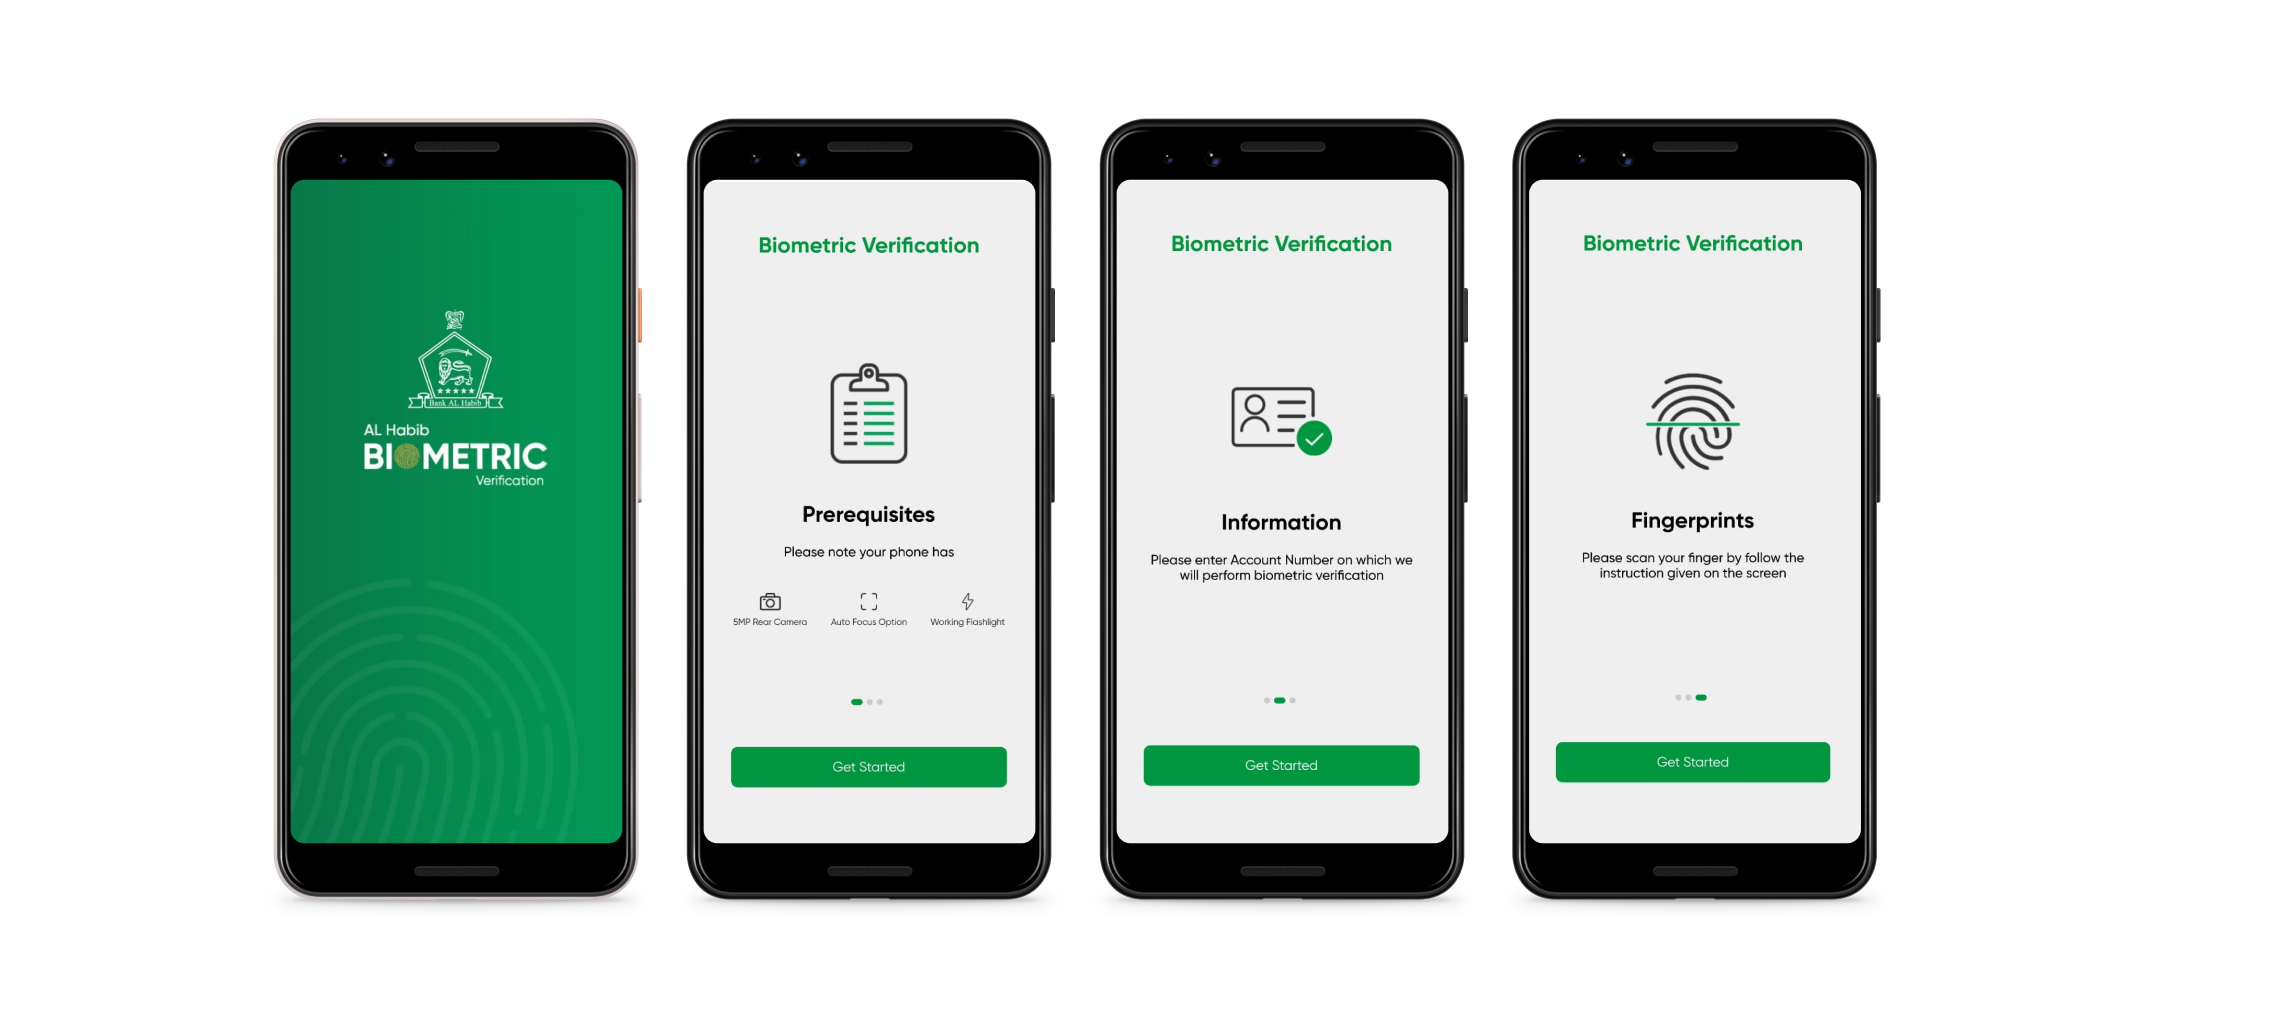 Bank AL Habib
AL Habib
BIOMETRIC
Verification
Biometric Verification
Prerequisites
Please note your phone has
5MP Rear Camera
Auto Focus Option
Working Flashlight
Get Started
Biometric Verification
Information
Please enter Account Number on which we
will perform biometric verification
Get Started
Biometric Verification
Fingerprints
Please scan your finger by follow the
instruction given on the screen
Get Started